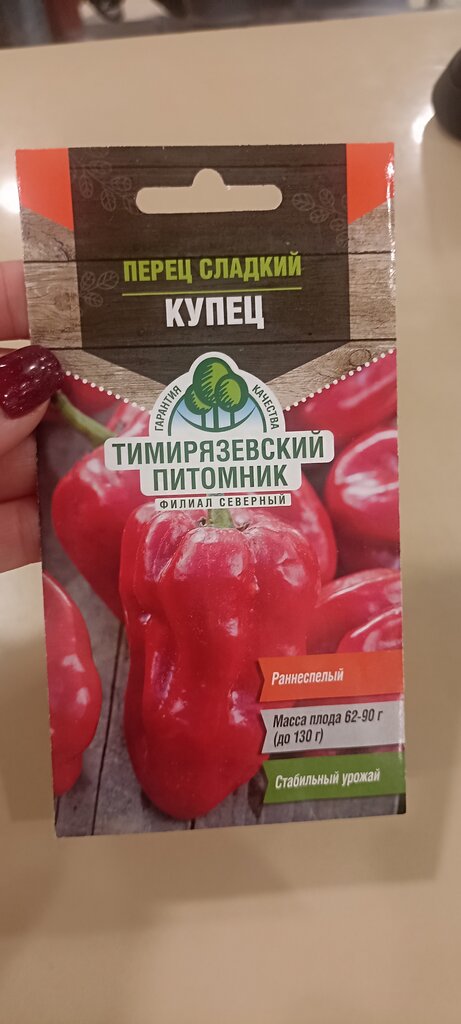 ПЕРЕЦ СЛАДКИЙ
КУПЕЦ
ГАРАНТИЯ КАЧЕСТВА
ТИМИРЯЗЕВСКИЙ
ПИТОМНИК
ФИЛИАЛ СЕВЕРНЫЙ
Раннеспелый
Масса плода 62-90 г
(до 130 г)
Стабильный урожай